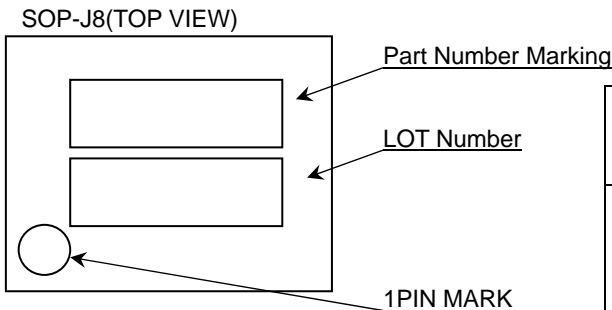 SOP-J8(TOP VIEW)
Part Number Marking
LOT Number
1PIN MARK